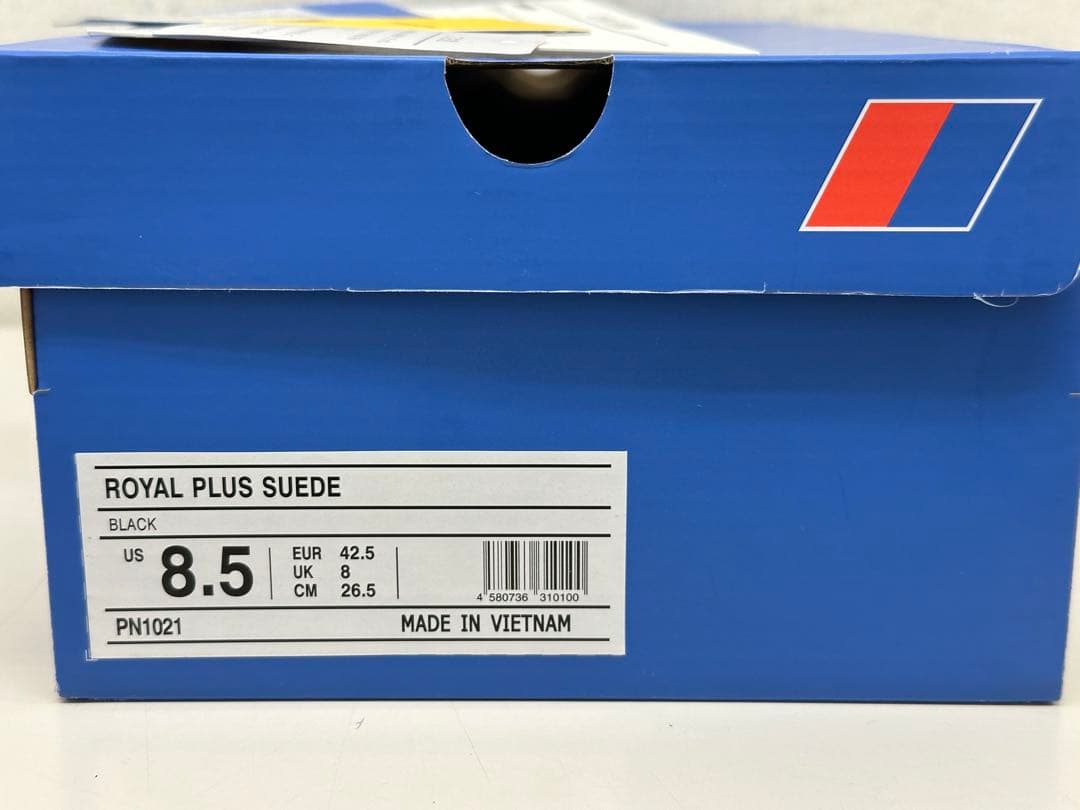 ROYAL PLUS SUEDE
BLACK
US 8.5
EUR 42.5
UK 8
CM 26.5
4 580736 310100
PN1021 MADE IN VIETNAM